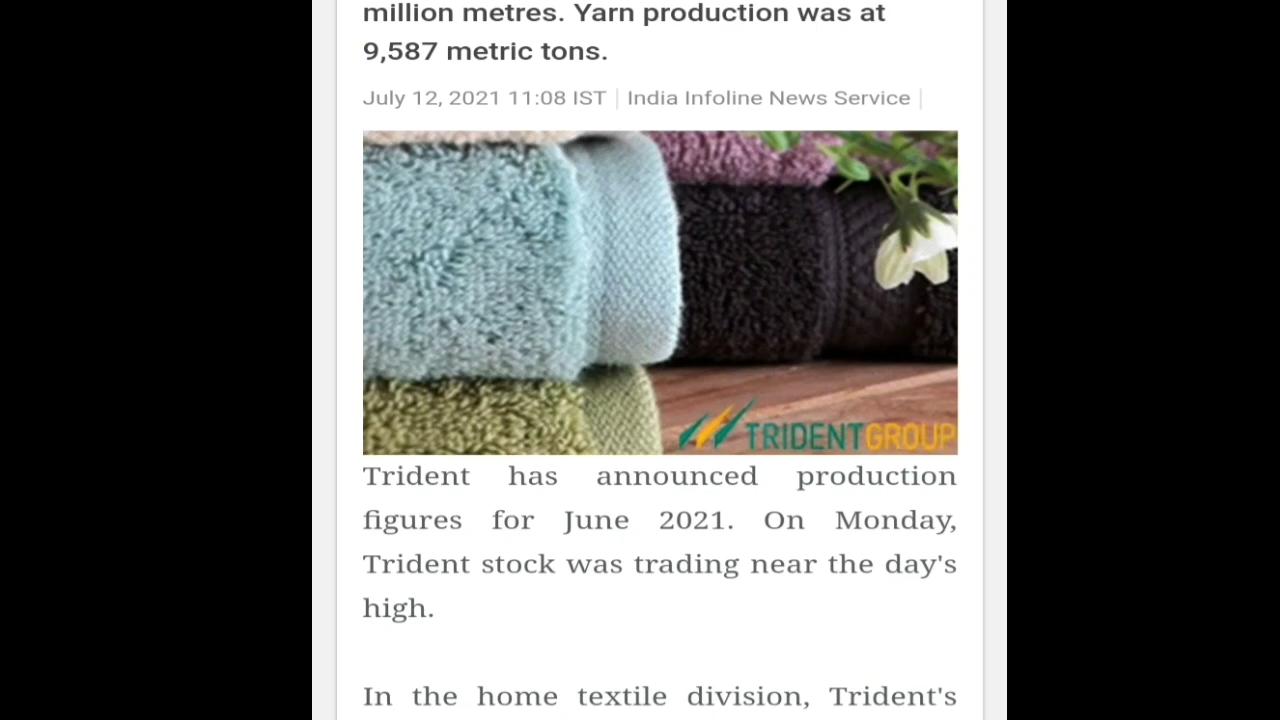 million metres. Yarn production was at
9,587 metric tons.
July 12, 2021 11:08 IST | India Infoline News Service |
TRIDENTGROUP
Trident has announced production
figures for June 2021. On Monday,
Trident stock was trading near the day's
high.
In the home textile division, Trident's